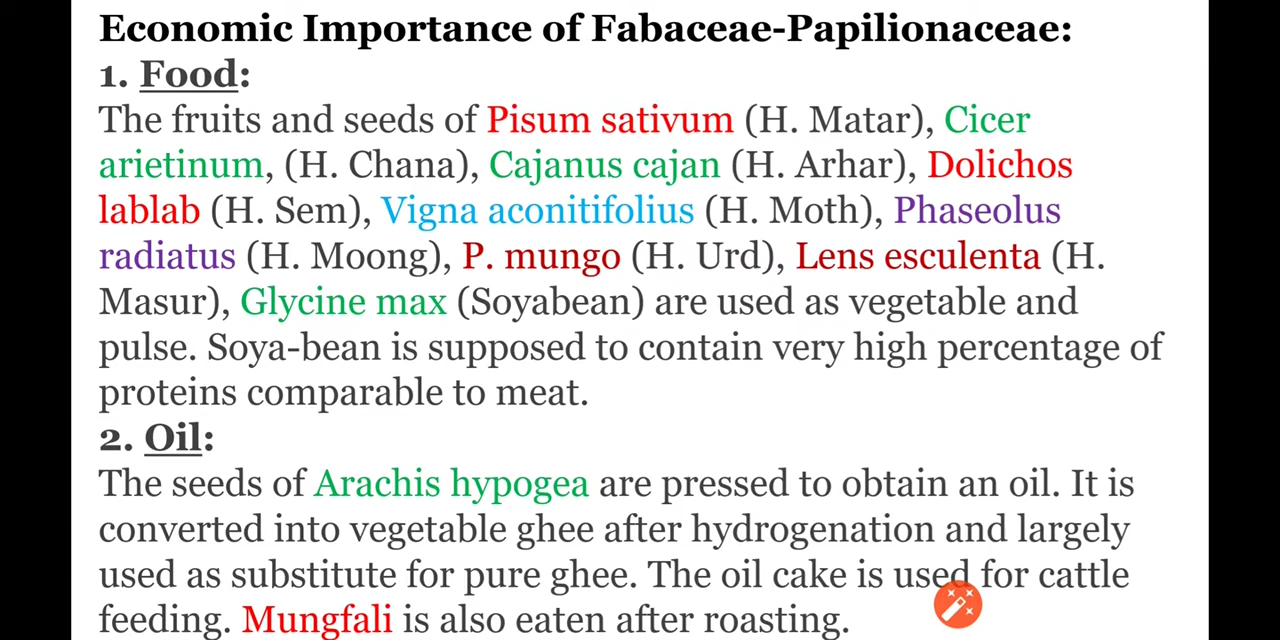 Economic Importance of Fabaceae-Papilionaceae:
1. Food:
The fruits and seeds of Pisum sativum (H. Matar), Cicer
arietinum, (H. Chana), Cajanus cajan (H. Arhar), Dolichos
lablab (H. Sem), Vigna aconitifolius (H. Moth), Phaseolus
radiatus (H. Moong), P. mungo (H. Urd), Lens esculenta (H.
Masur), Glycine max (Soyabean) are used as vegetable and
pulse. Soya-bean is supposed to contain very high percentage of
proteins comparable to meat.
2. Oil:
The seeds of Arachis hypogea are pressed to obtain an oil. It is
converted into vegetable ghee after hydrogenation and largely
used as substitute for pure ghee. The oil cake is used for cattle
feeding. Mungfali is also eaten after roasting.